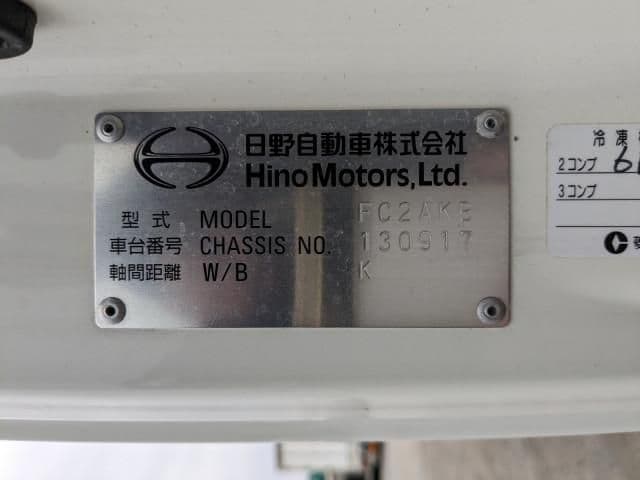 日野自動車株式会社
Hino Motors, Ltd.
型式 MODEL FC2AKB
車台番号 CHASSIS NO. 130917
軸間距離 W/B K
冷凍
2コンプ
3コンプ